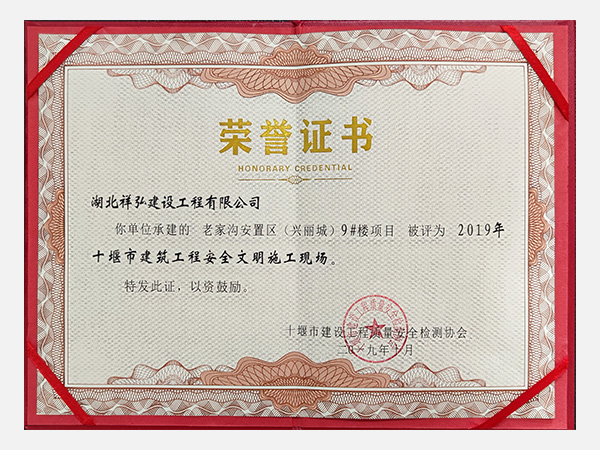 荣誉证书
HONORARY CREDENTIAL
湖北祥弘建设工程有限公司
你单位承建的 老家沟安置区（兴丽城）9#楼项目 被评为 2019年
十堰市建筑工程安全文明施工现场。
特发此证，以资鼓励。
十堰市建设工程质量安全检测协会
二〇一九年十月